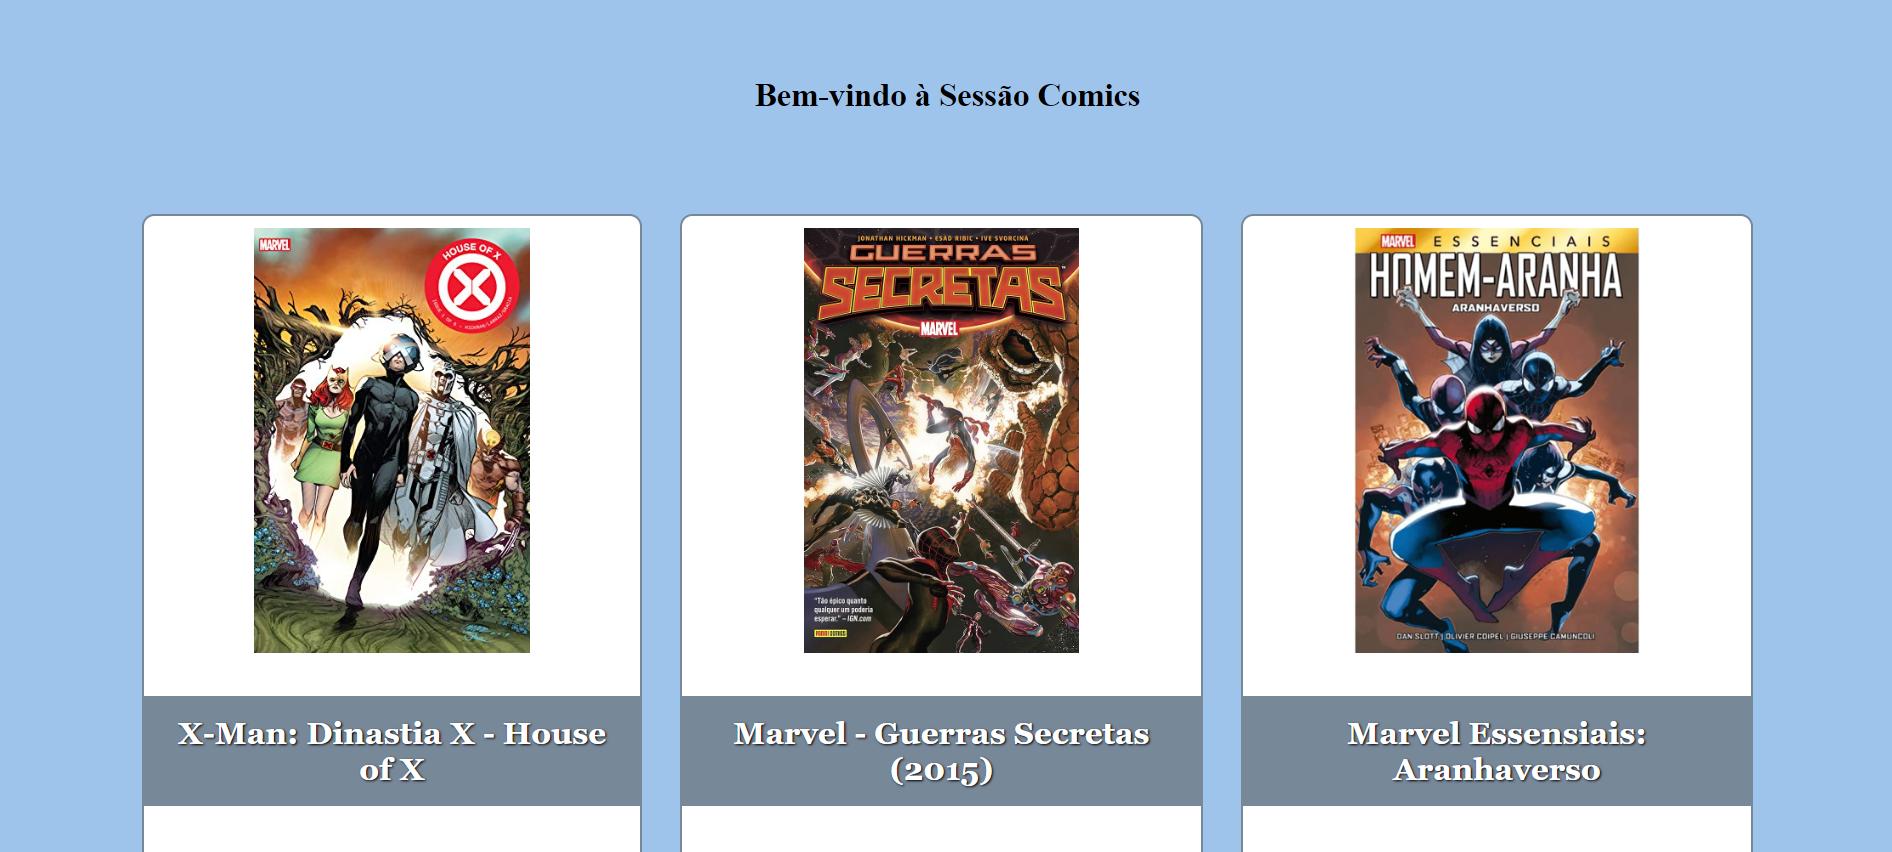 Bem-vindo à Sessão Comics
MARVEL
HOUSE OF X
X
JONATHAN HICKMAN • ESAD RIBIC • IVE SVORCINA
GUERRAS
SECRETAS
MARVEL
"Tão épico quanto
qualquer um poderia
esperar." – IGN.com
PANINI COMICS
MARVEL ESSENCIAIS
HOMEM-ARANHA
ARANHAVERSO
DAN SLOTT | OLIVIER COIPEL | GIUSEPPE CAMUNCOLI
X-Man: Dinastia X - House
of X
Marvel - Guerras Secretas
(2015)
Marvel Essensiais:
Aranhaverso